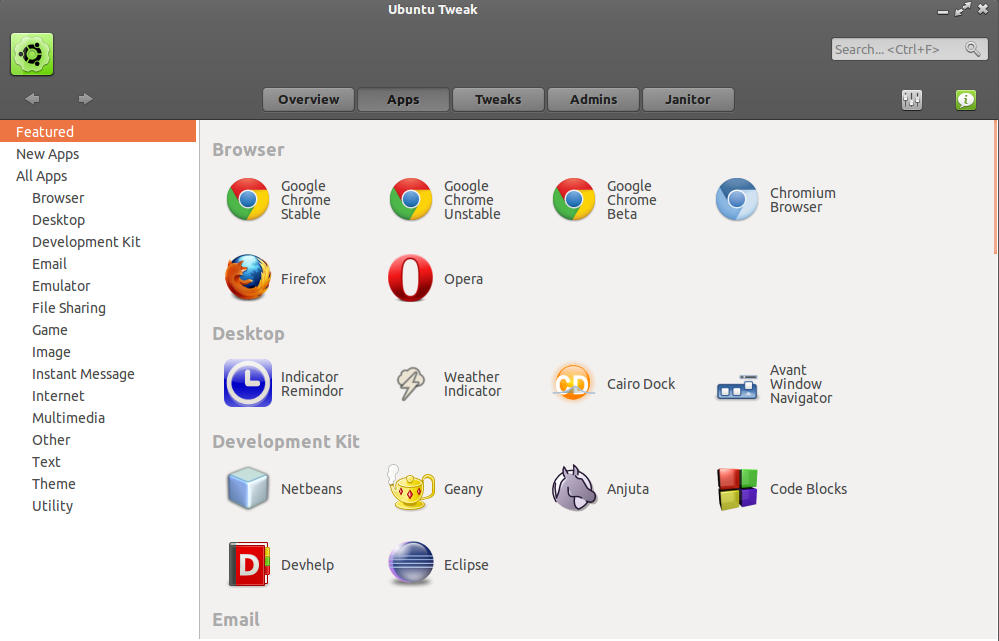 Ubuntu Tweak
Search... <Ctrl+F>
Overview
Apps
Tweaks
Admins
Janitor
Featured
New Apps
All Apps
Browser
Desktop
Development Kit
Email
Emulator
File Sharing
Game
Image
Instant Message
Internet
Multimedia
Other
Text
Theme
Utility
Browser
Google
Chrome
Stable
Google
Chrome
Unstable
Google
Chrome
Beta
Chromium
Browser
Firefox
Opera
Desktop
Indicator
Remindor
Weather
Indicator
CD
Cairo Dock
Avant
Window
Navigator
Development Kit
Netbeans
Geany
Anjuta
Code Blocks
D
Devhelp
Eclipse
Email